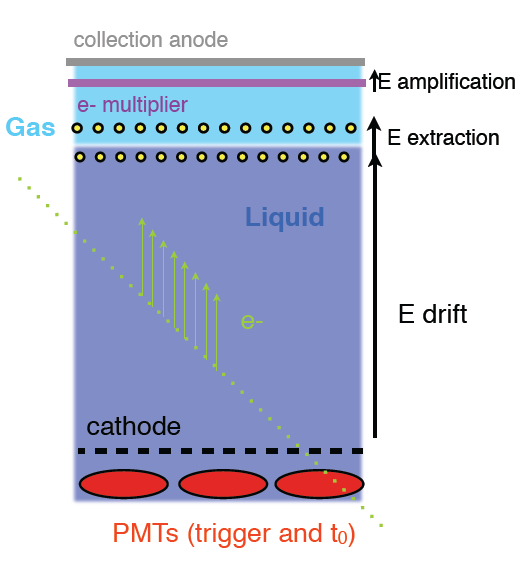 collection anode
E amplification
e- multiplier
Gas
E extraction
Liquid
E drift
e-
cathode
PMTs (trigger and t₀)